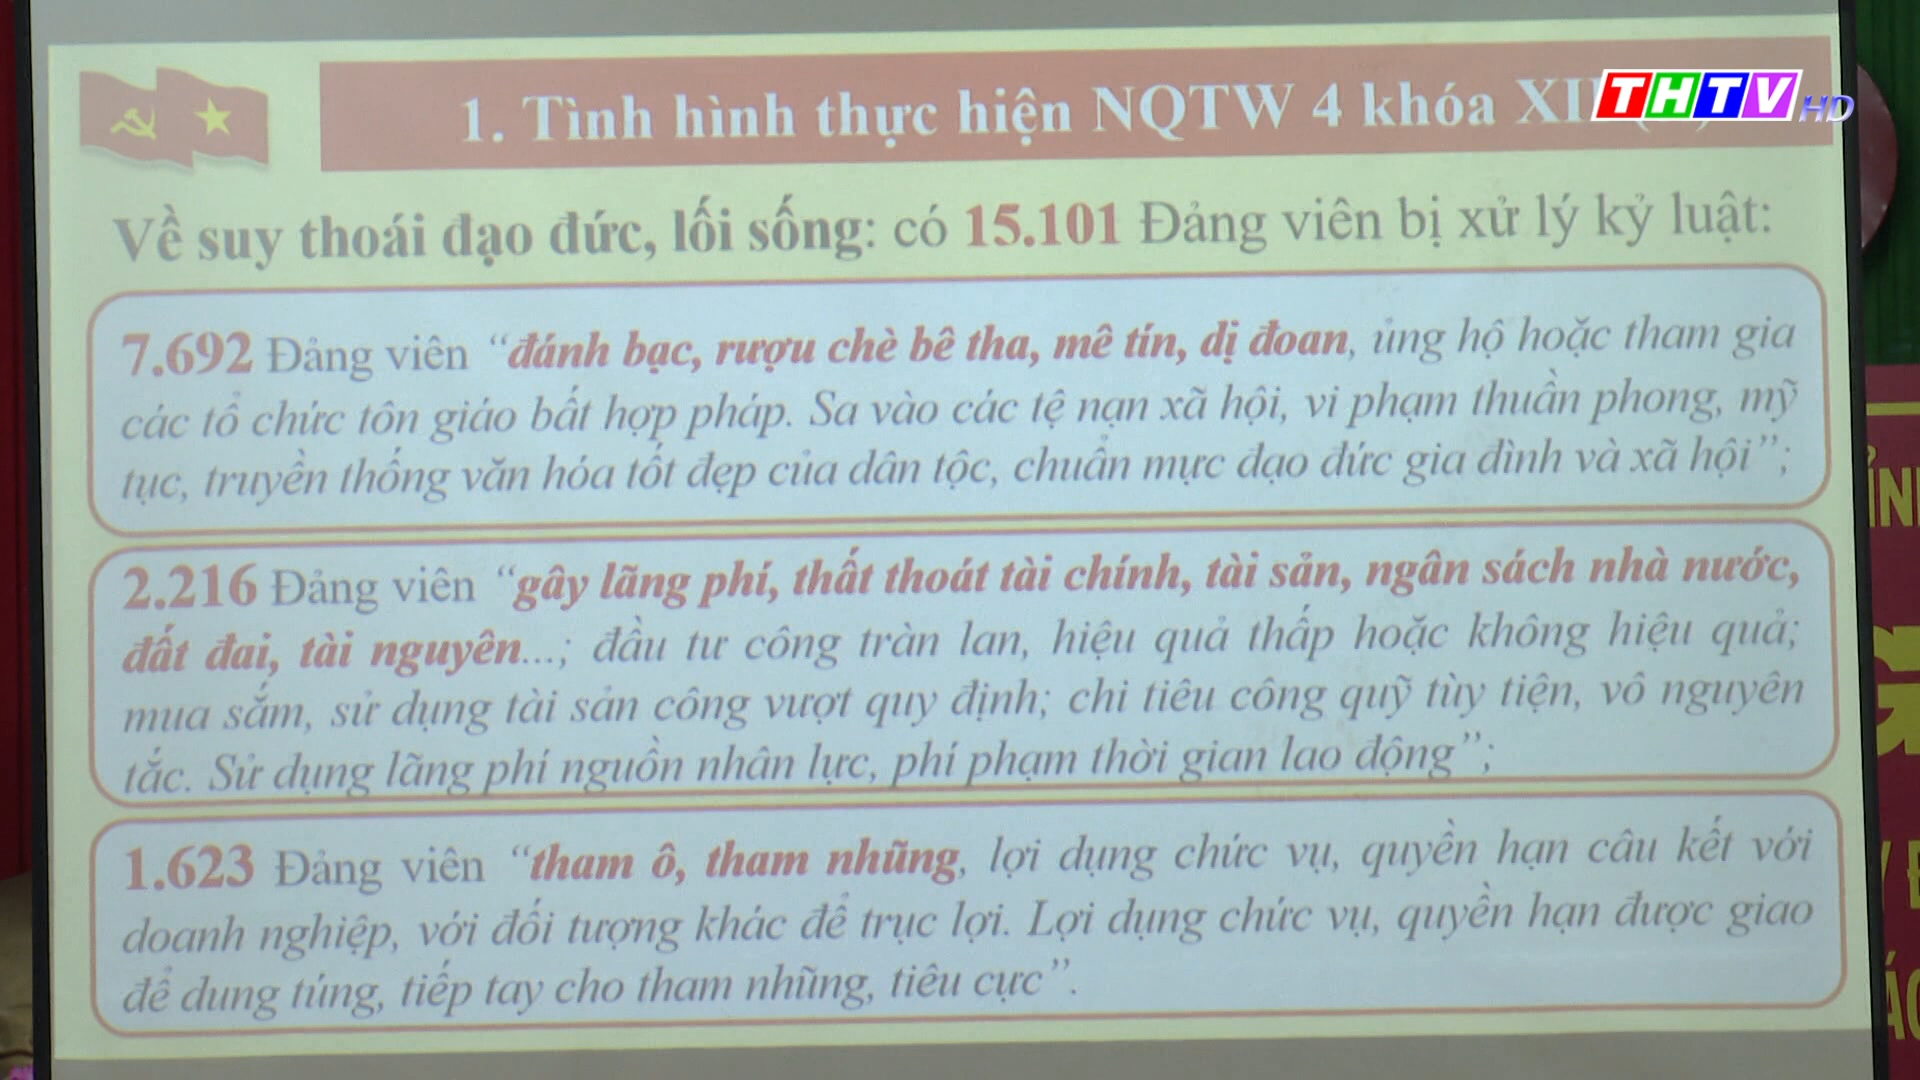 1. Tình hình thực hiện NQTW 4 khóa
THTV HD
Về suy thoái đạo đức, lối sống: có 15.101 Đảng viên bị xử lý kỷ luật:
7.692 Đảng viên “đánh bạc, rượu chè bê tha, mê tín, dị đoan, ủng hộ hoặc tham gia
các tổ chức tôn giáo bất hợp pháp. Sa vào các tệ nạn xã hội, vi phạm thuần phong, mỹ
tục, truyền thống văn hóa tốt đẹp của dân tộc, chuẩn mực đạo đức gia đình và xã hội”;
2.216 Đảng viên “gây lãng phí, thất thoát tài chính, tài sản, ngân sách nhà nước,
đất đai, tài nguyên...; đầu tư công tràn lan, hiệu quả thấp hoặc không hiệu quả;
mua sắm, sử dụng tài sản công vượt quy định; chi tiêu công quỹ tùy tiện, vô nguyên
tắc. Sử dụng lãng phí nguồn nhân lực, phí phạm thời gian lao động”;
1.623 Đảng viên “tham ô, tham nhũng, lợi dụng chức vụ, quyền hạn câu kết với
doanh nghiệp, với đối tượng khác để trục lợi. Lợi dụng chức vụ, quyền hạn được giao
để dung túng, tiếp tay cho tham nhũng, tiêu cực”.